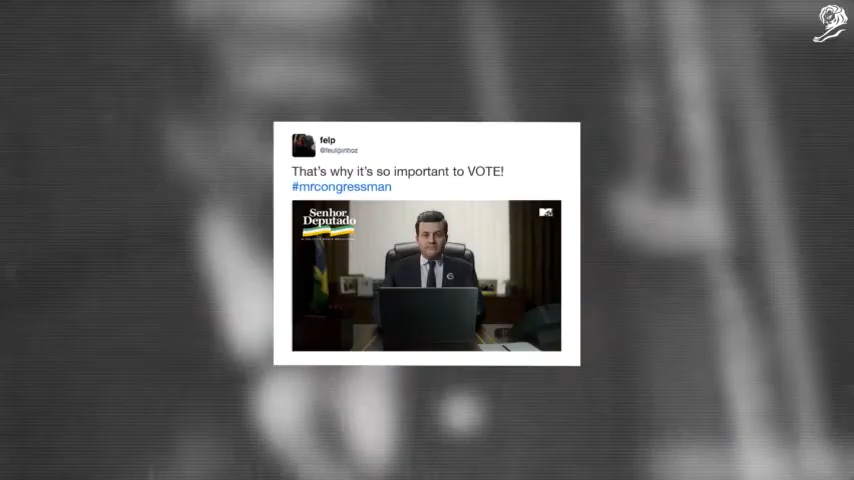 felp
@feulpinhoz
That's why it's so important to VOTE!
#mrcongressman
Senhor
Deputado